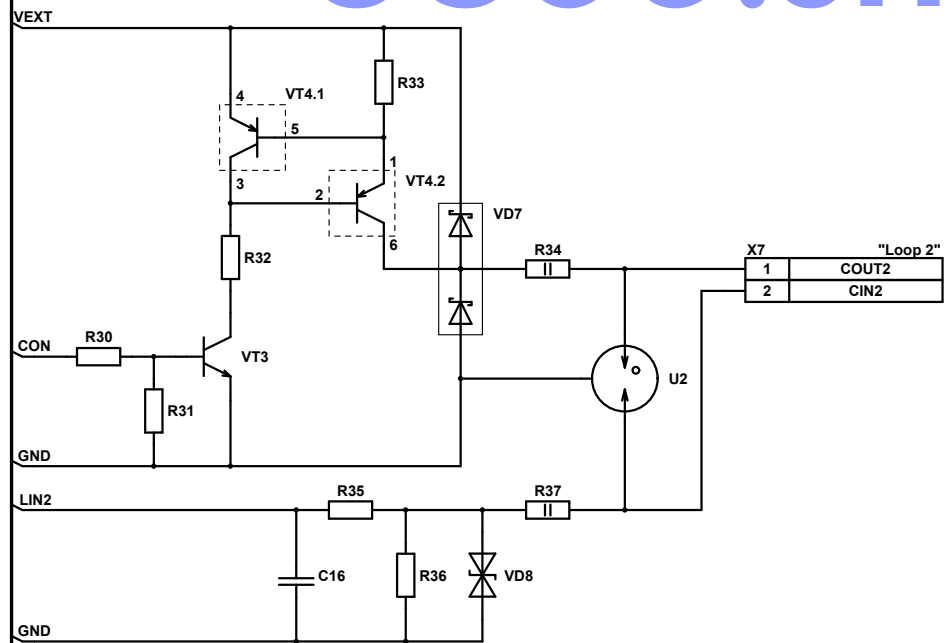 VEXT
R33
4
VT4.1
5
3
1
2
VT4.2
6
VD7
R32
R34
X7 "Loop 2"
1 COUT2
2 CIN2
CON
R30
VT3
R31
U2
GND
LIN2
R35
R37
C16
R36
VD8
GND